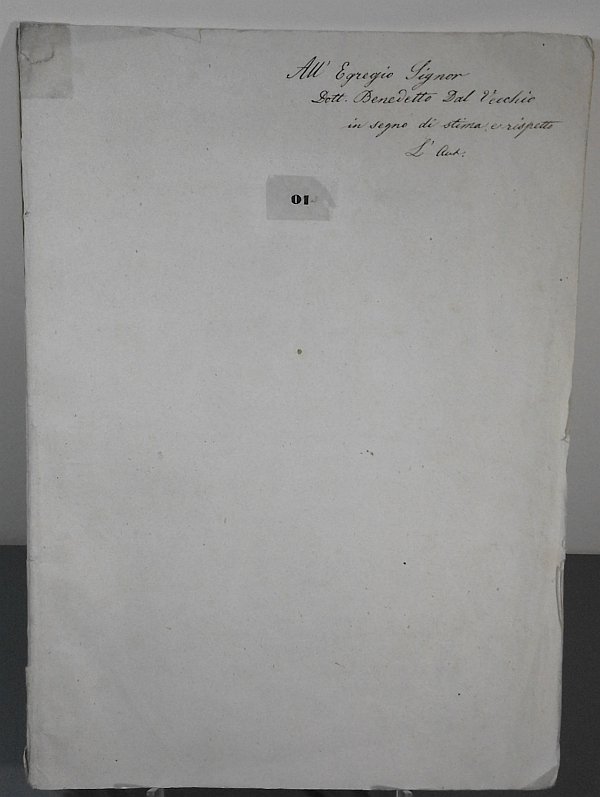 All' Egregio Signor
Dott. Benedetto Dal Vecchio
in segno di stima e rispetto
L' Aut:
01